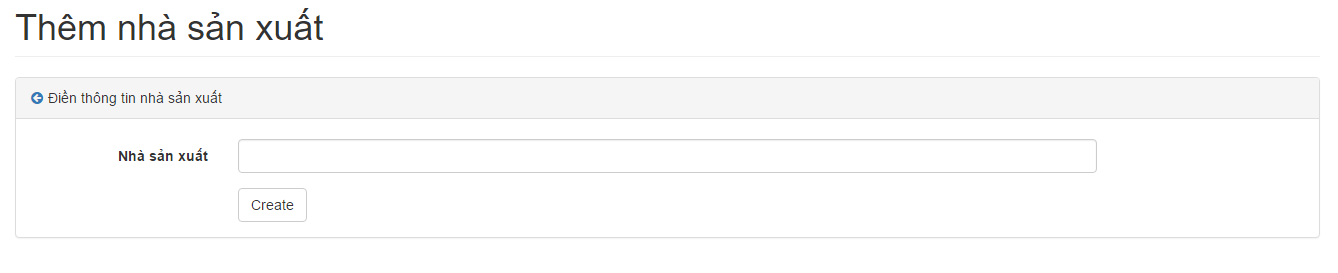 Thêm nhà sản xuất
Điền thông tin nhà sản xuất
Nhà sản xuất
Create